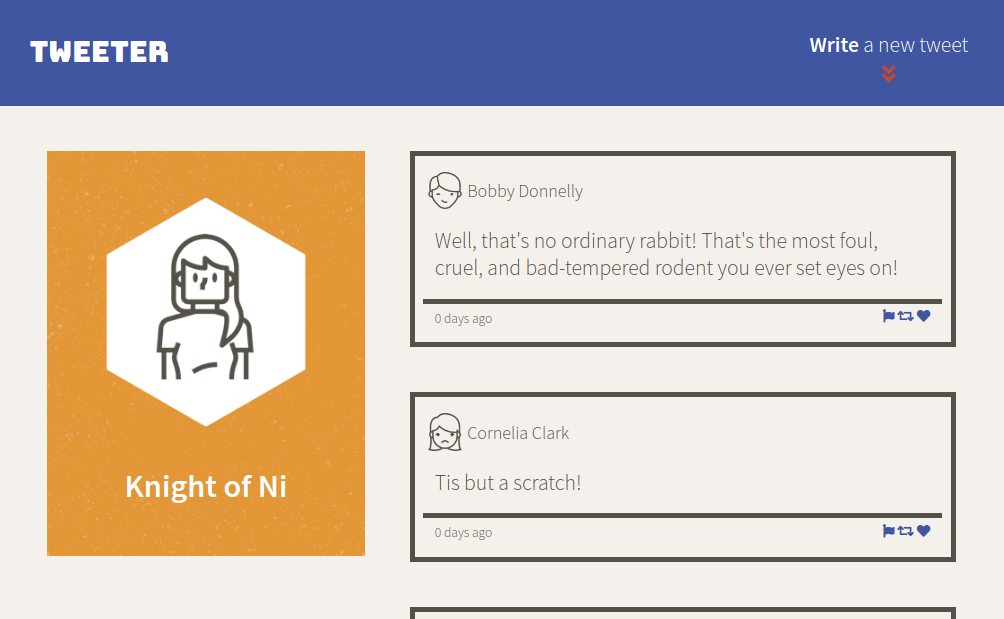 TWEETER
Write a new tweet
Knight of Ni
Bobby Donnelly
Well, that's no ordinary rabbit! That's the most foul,
cruel, and bad-tempered rodent you ever set eyes on!
0 days ago
Cornelia Clark
Tis but a scratch!
0 days ago